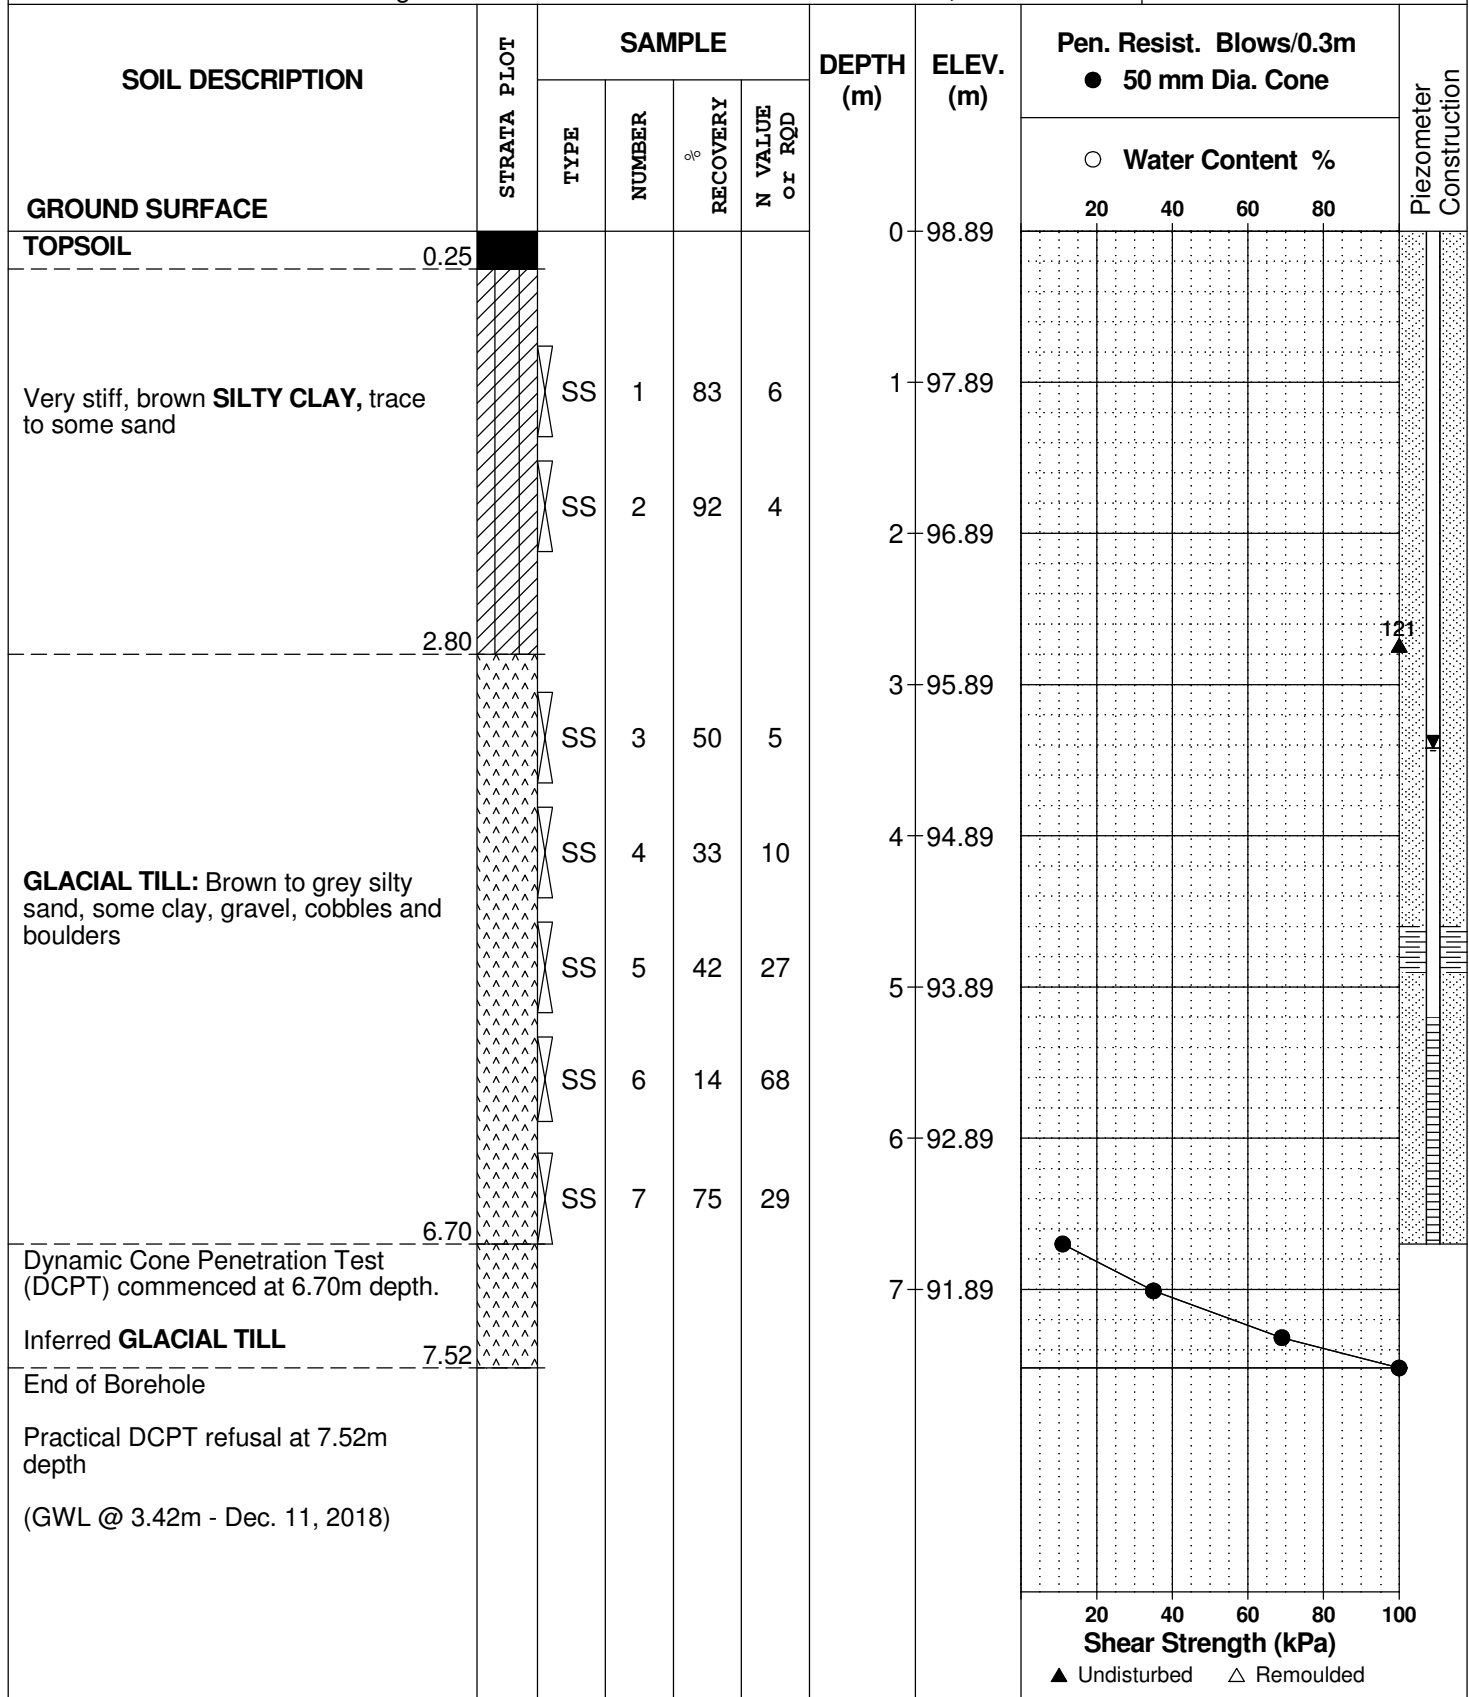 SOIL DESCRIPTION
GROUND SURFACE
STRATA PLOT
SAMPLE
TYPE
NUMBER
% RECOVERY
N VALUE
or RQD
DEPTH
(m)
ELEV.
(m)
Pen. Resist. Blows/0.3m
● 50 mm Dia. Cone
○ Water Content %
20 40 60 80
Piezometer
Construction
TOPSOIL
0.25
0 98.89
Very stiff, brown SILTY CLAY, trace
to some sand
SS 1 83 6
1 97.89
SS 2 92 4
2 96.89
2.80
121
3 95.89
SS 3 50 5
SS 4 33 10
4 94.89
GLACIAL TILL: Brown to grey silty
sand, some clay, gravel, cobbles and
boulders
SS 5 42 27
5 93.89
SS 6 14 68
6 92.89
SS 7 75 29
6.70
Dynamic Cone Penetration Test
(DCPT) commenced at 6.70m depth.
7 91.89
Inferred GLACIAL TILL
7.52
End of Borehole
Practical DCPT refusal at 7.52m
depth
(GWL @ 3.42m - Dec. 11, 2018)
20 40 60 80 100
Shear Strength (kPa)
▲ Undisturbed △ Remoulded